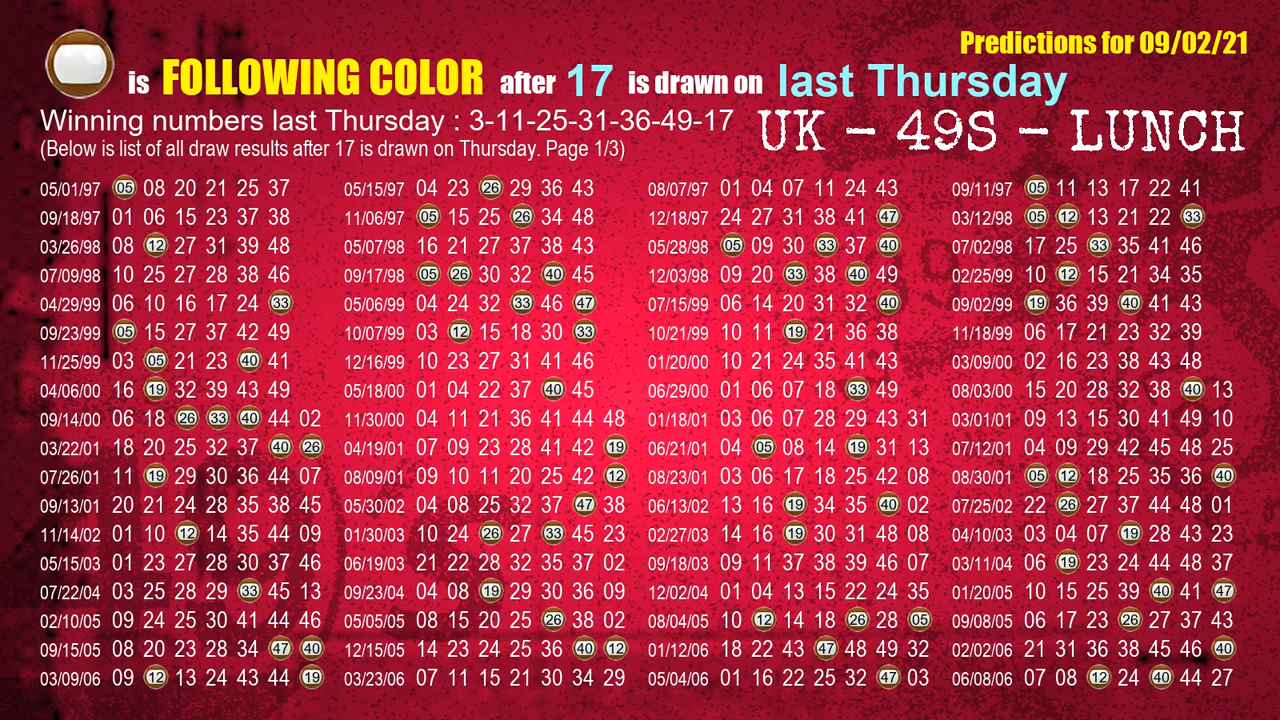 Predictions for 09/02/21
is FOLLOWING COLOR after 17 is drawn on last Thursday
Winning numbers last Thursday : 3-11-25-31-36-49-17 UK - 49S - LUNCH
(Below is list of all draw results after 17 is drawn on Thursday. Page 1/3)
05/01/97 05 08 20 21 25 37 05/15/97 04 23 26 29 36 43 08/07/97 01 04 07 11 24 43 09/11/97 05 11 13 17 22 41
09/18/97 01 06 15 23 37 38 11/06/97 05 15 25 26 34 48 12/18/97 24 27 31 38 41 47 03/12/98 05 12 13 21 22 33
03/26/98 08 12 27 31 39 48 05/07/98 16 21 27 37 38 43 05/28/98 05 09 30 33 37 40 07/02/98 17 25 33 35 41 46
07/09/98 10 25 27 28 38 46 09/17/98 05 26 30 32 40 45 12/03/98 09 20 33 38 40 49 02/25/99 10 12 15 21 34 35
04/29/99 06 10 16 17 24 33 05/06/99 04 24 32 33 46 47 07/15/99 06 14 20 31 32 40 09/02/99 19 36 39 40 41 43
09/23/99 05 15 27 37 42 49 10/07/99 03 12 15 18 30 33 10/21/99 10 11 19 21 36 38 11/18/99 06 17 21 23 32 39
11/25/99 03 05 21 23 40 41 12/16/99 10 23 27 31 41 46 01/20/00 10 21 24 35 41 43 03/09/00 02 16 23 38 43 48
04/06/00 16 19 32 39 43 49 05/18/00 01 04 22 37 40 45 06/29/00 01 06 07 18 33 49 08/03/00 15 20 28 32 38 40 13
09/14/00 06 18 26 33 40 44 02 11/30/00 04 11 21 36 41 44 48 01/18/01 03 06 07 28 29 43 31 03/01/01 09 13 15 30 41 49 10
03/22/01 18 20 25 32 37 40 26 04/19/01 07 09 23 28 41 42 19 06/21/01 04 05 08 14 19 31 13 07/12/01 04 09 29 42 45 48 25
07/26/01 11 19 29 30 36 44 07 08/09/01 09 10 11 20 25 42 12 08/23/01 03 06 17 18 25 42 08 08/30/01 05 12 18 25 35 36 40
09/13/01 20 21 24 28 35 38 45 05/30/02 04 08 25 32 37 47 38 06/13/02 13 16 19 34 35 40 02 07/25/02 22 26 27 37 44 48 01
11/14/02 01 10 12 14 35 44 09 01/30/03 10 24 26 27 33 45 23 02/27/03 14 16 19 30 31 48 08 04/10/03 03 04 07 19 28 43 23
05/15/03 01 23 27 28 30 37 46 06/19/03 21 22 28 32 35 37 02 09/18/03 09 11 37 38 39 46 07 03/11/04 06 19 23 24 44 48 37
07/22/04 03 25 28 29 33 45 13 09/23/04 04 08 19 29 30 36 09 12/02/04 01 04 13 15 22 24 35 01/20/05 10 15 25 39 40 41 47
02/10/05 09 24 25 30 41 44 46 05/05/05 08 15 20 25 26 38 02 08/04/05 10 12 14 18 26 28 05 09/08/05 06 17 23 26 27 37 43
09/15/05 08 20 23 28 34 47 40 12/15/05 14 23 24 25 36 40 12 01/12/06 18 22 43 47 48 49 32 02/02/06 21 31 36 38 45 46 40
03/09/06 09 12 13 24 43 44 19 03/23/06 07 11 15 21 30 34 29 05/04/06 01 16 22 25 32 47 03 06/08/06 07 08 12 24 40 44 27